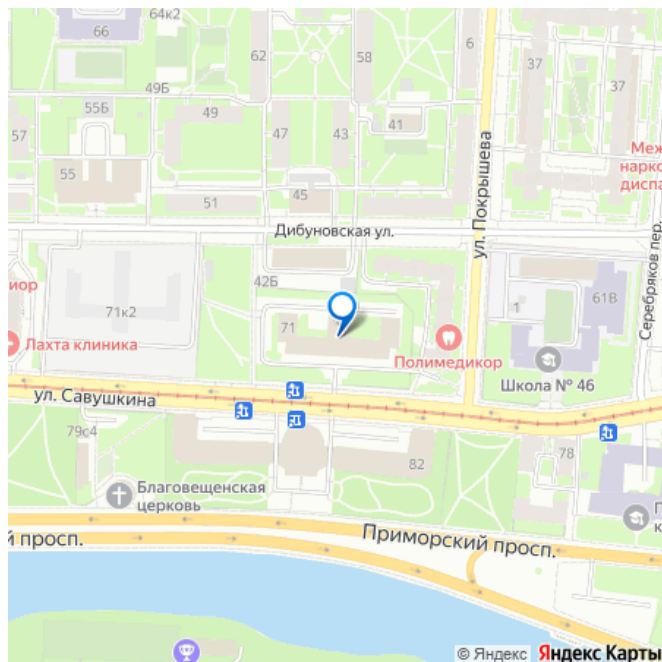 64к2
66
62
58
6
37
37
49Б
55Б
49
47
43
41
57
55
45
51
Меж
нарко
диспа
ул. Покрышева
Дибуновская ул.
Серебряков пер.
42Б
иор
71к2
71
1
61В
Лахта клиника
Полимедикор
Школа № 46
ул. Савушкина
79с4
82
78
Благовещенская
церковь
П
к
й просп.
Приморский просп.
© Яндекс Яндекс Карты